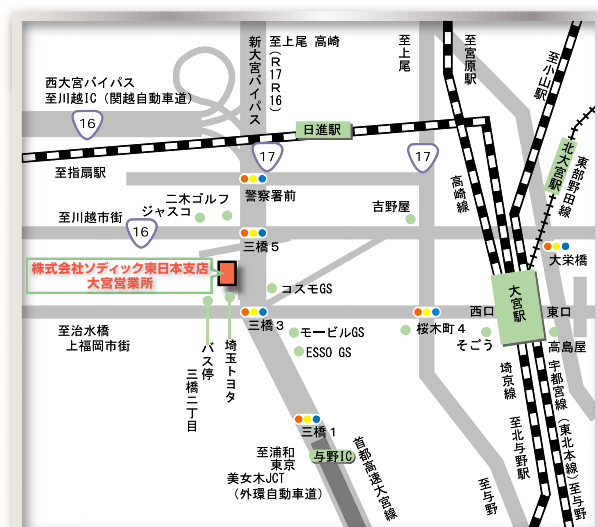 新大宮バイパス
至上尾 高崎
(R17R16)
至上尾
至宮原駅
至小山駅
西大宮バイパス
至川越IC（関越自動車道）
16
日進駅
17
17
北大宮駅
東部野田線
至指扇駅
警察署前
高崎線
二木ゴルフ
ジャスコ
吉野屋
至川越市街
16
三橋5
大栄橋
株式会社ソディック東日本支店
大宮営業所
コスモGS
大宮駅
西口
東口
三橋3
桜木町4
そごう
高島屋
至治水橋
上福岡市街
バス停
三橋二丁目
埼玉トヨタ
モービルGS
ESSO GS
埼京線
宇都宮線（東北本線）
至北与野駅
三橋1
至浦和
東京
与野IC
首都高速大宮線
美女木JCT
（外環自動車道）
至与野
至与野